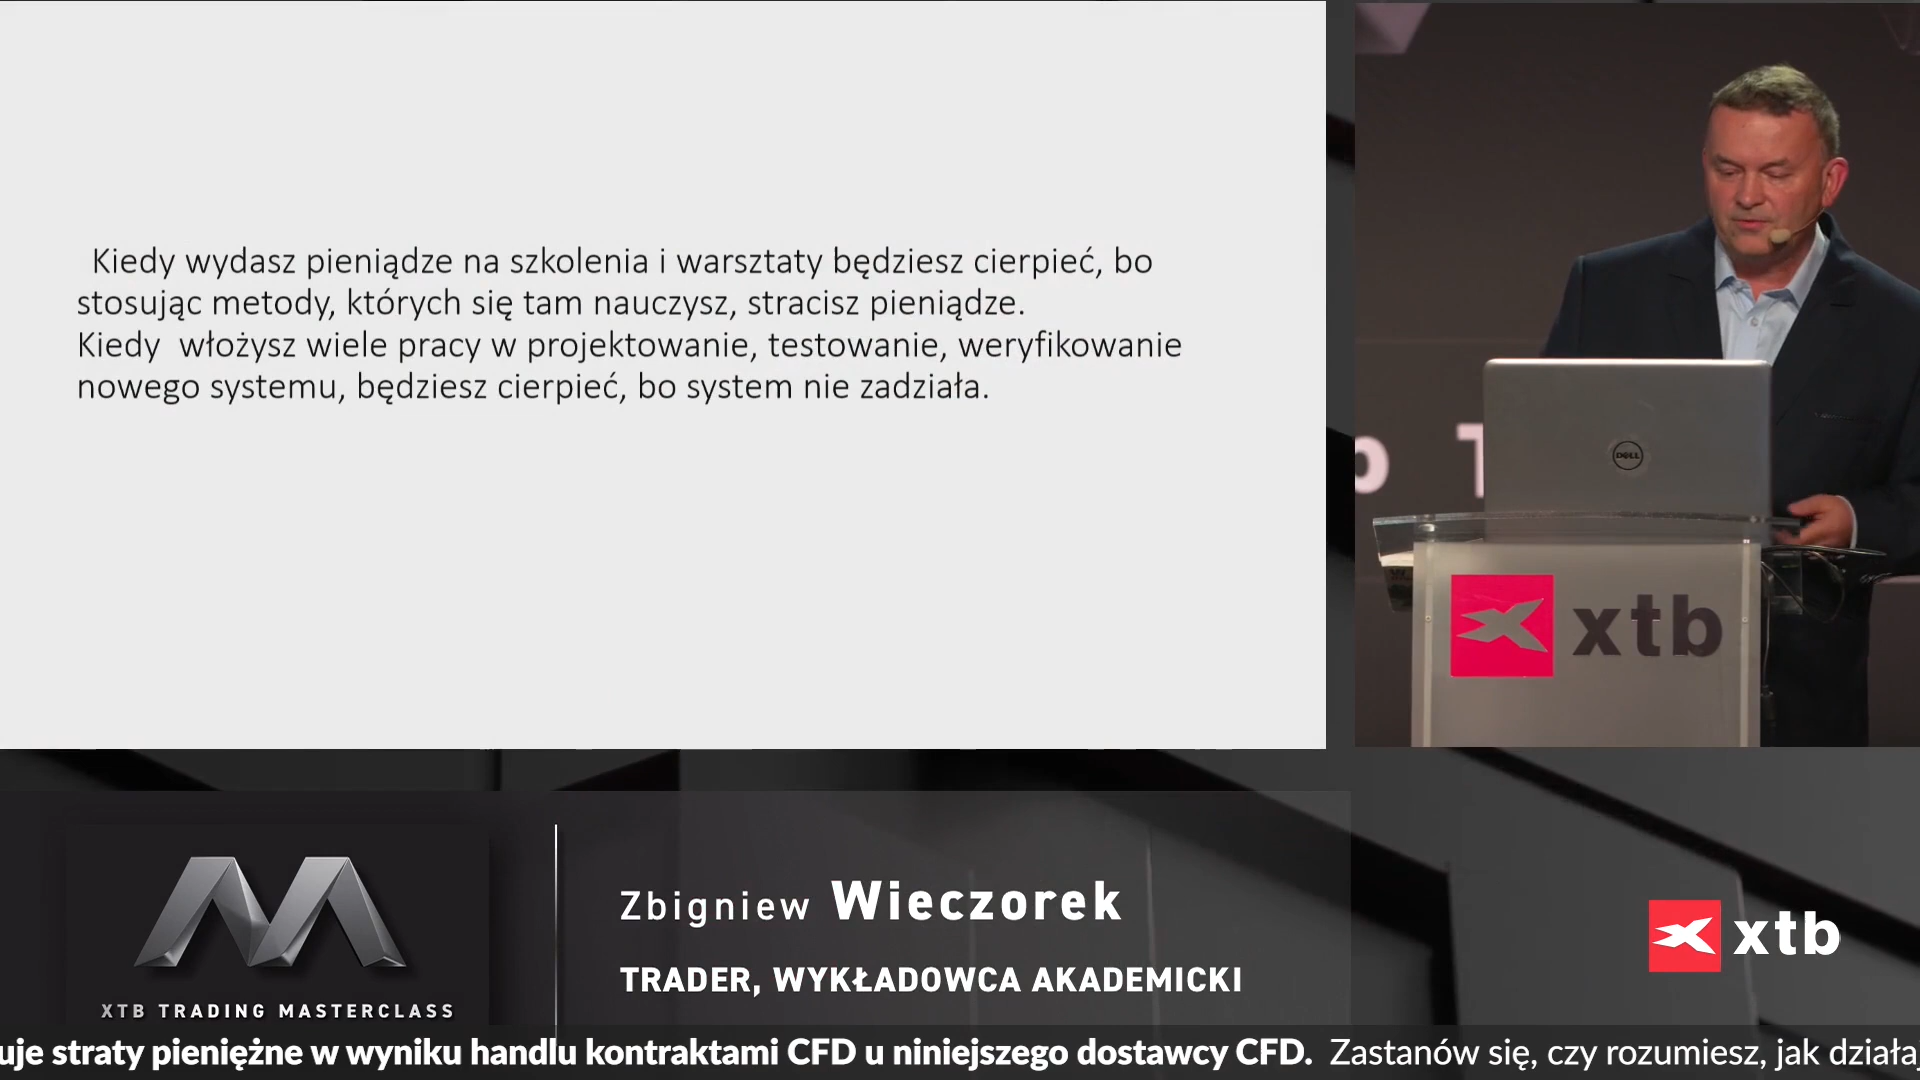 Kiedy wydasz pieniądze na szkolenia i warsztaty będziesz cierpieć, bo
stosując metody, których się tam nauczysz, stracisz pieniądze.
Kiedy włożysz wiele pracy w projektowanie, testowanie, weryfikowanie
nowego systemu, będziesz cierpieć, bo system nie zadziała.
DELL
xtb
Zbigniew Wieczorek
TRADER, WYKŁADOWCA AKADEMICKI
XTB TRADING MASTERCLASS
xtb
uje straty pieniężne w wyniku handlu kontraktami CFD u niniejszego dostawcy CFD. Zastanów się, czy rozumiesz, jak działa